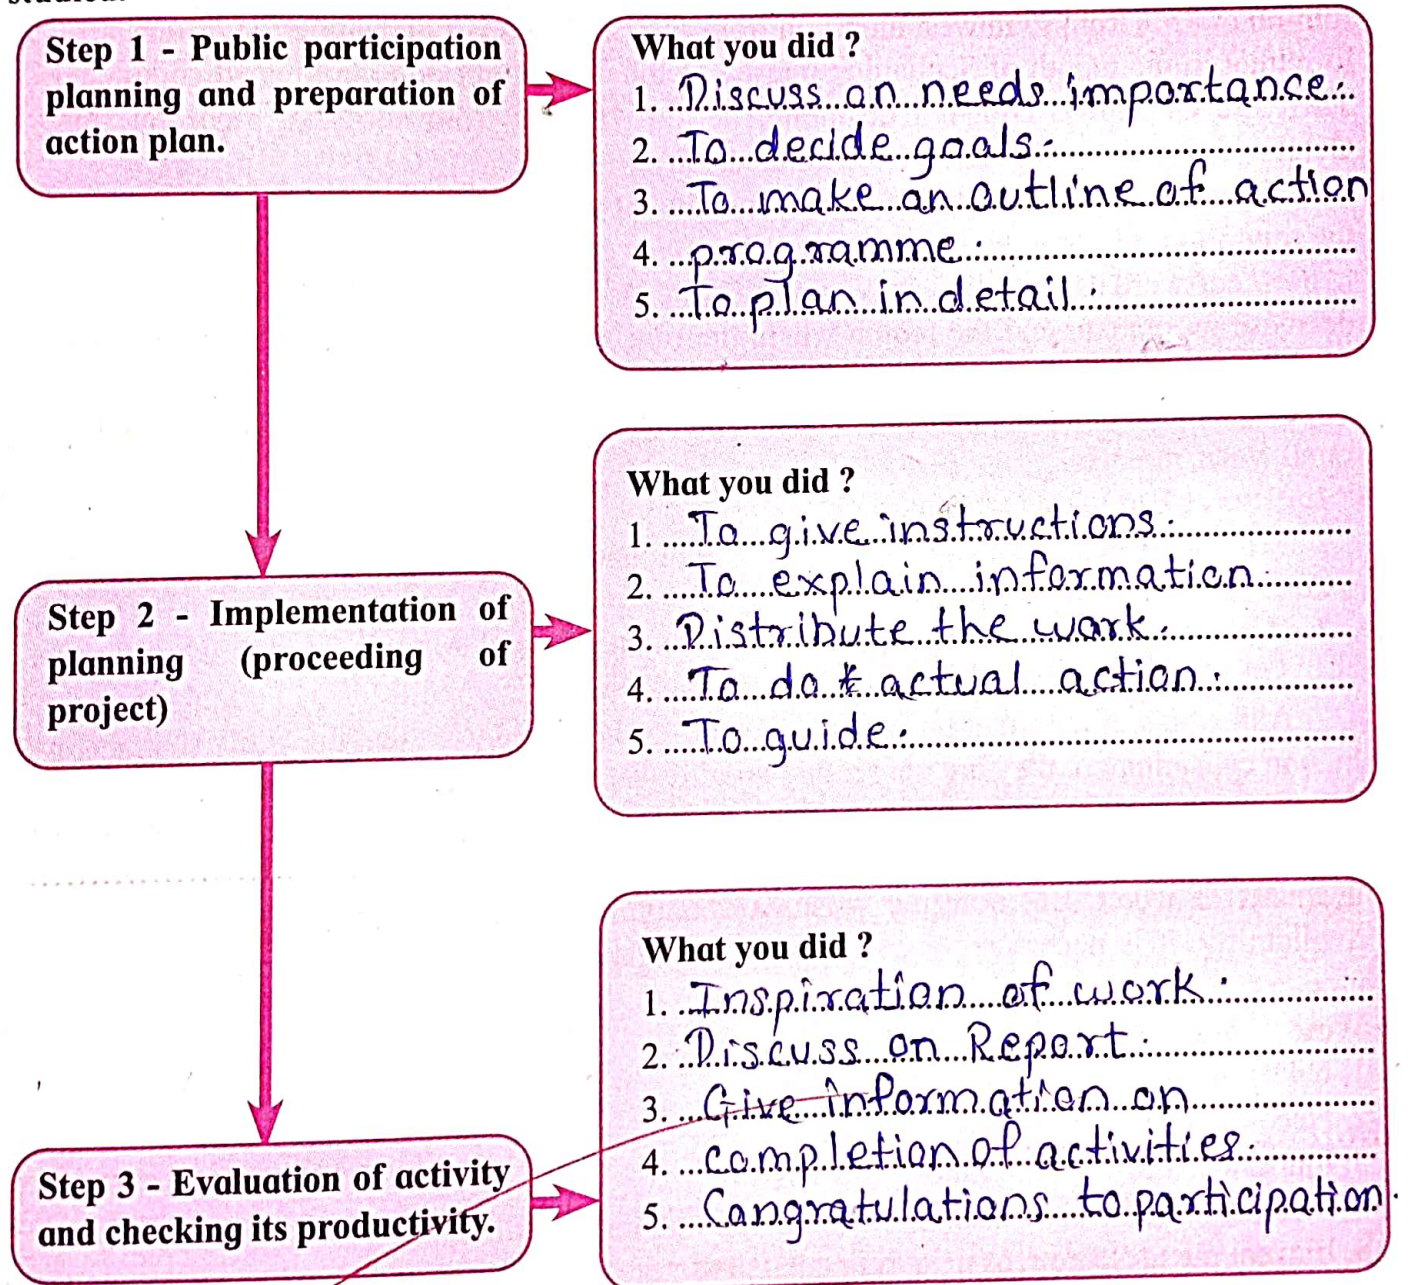 Step 1 - Public participation
planning and preparation of
action plan.
What you did ?
1. Discuss on needs importance.
2. To decide goals.
3. To make an outline of action
4. programme.
5. To plan in detail.
Step 2 - Implementation of
planning (proceeding of
project)
What you did ?
1. To give instructions.
2. To explain information.
3. Distribute the work.
4. To do actual action.
5. To guide.
Step 3 - Evaluation of activity
and checking its productivity.
What you did ?
1. Inspiration of work.
2. Discuss on Report.
3. Give information on
4. completion of activities.
5. Congratulations to participation.